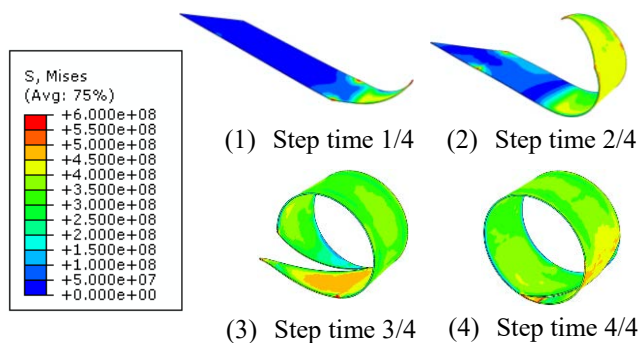 S, Mises
(Avg: 75%)
+6.000e+08
+5.500e+08
+5.000e+08
+4.500e+08
+4.000e+08
+3.500e+08
+3.000e+08
+2.500e+08
+2.000e+08
+1.500e+08
+1.000e+08
+5.000e+07
+0.000e+00
(1) Step time 1/4
(2) Step time 2/4
(3) Step time 3/4
(4) Step time 4/4